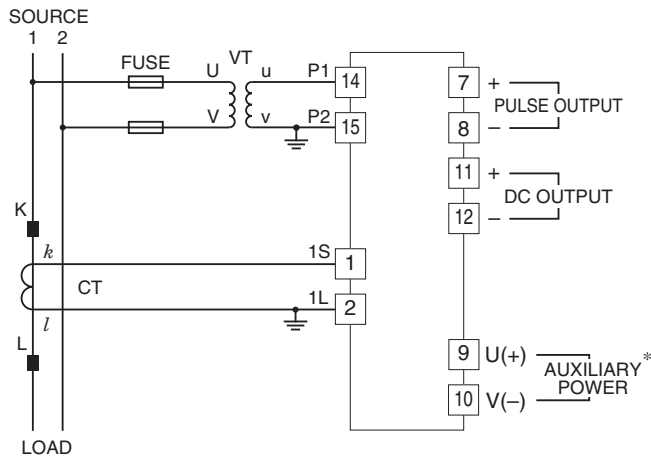 SOURCE
1 2
FUSE
VT
U u P1 14
V v P2 15
7 +
PULSE OUTPUT
8 –
11 +
DC OUTPUT
12 –
K
k 1S 1
CT
l 1L 2
L
9 U(+)
AUXILIARY*
POWER
10 V(–)
LOAD